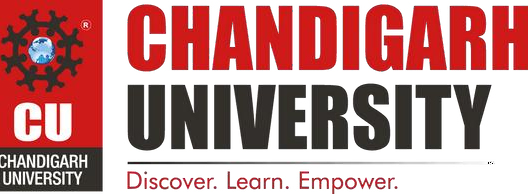 ®
CU
CHANDIGARH
UNIVERSITY
CHANDIGARH
UNIVERSITY
Discover. Learn. Empower.